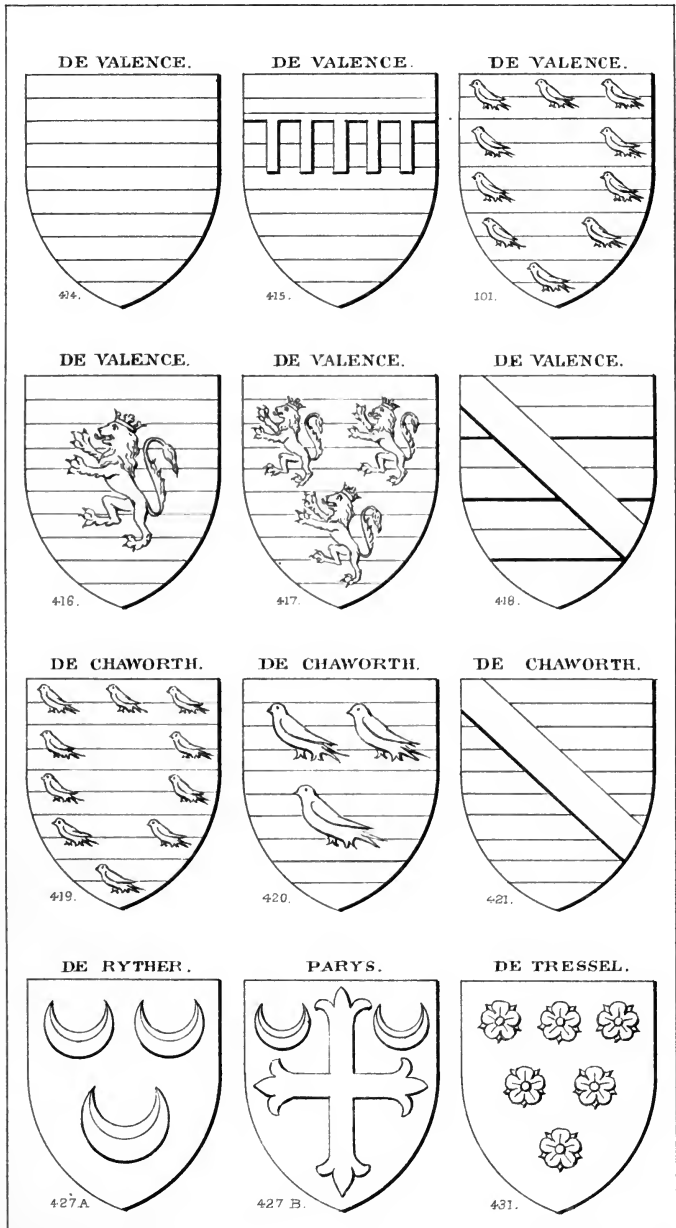 DE VALENCE. DE VALENCE. DE VALENCE.
414. 415. 101.
DE VALENCE. DE VALENCE. DE VALENCE.
416. 417. 418.
DE CHAWORTH. DE CHAWORTH. DE CHAWORTH.
419. 420. 421.
DE RYTHER. PARYS. DE TRESSEL.
427.A 427 B. 431.